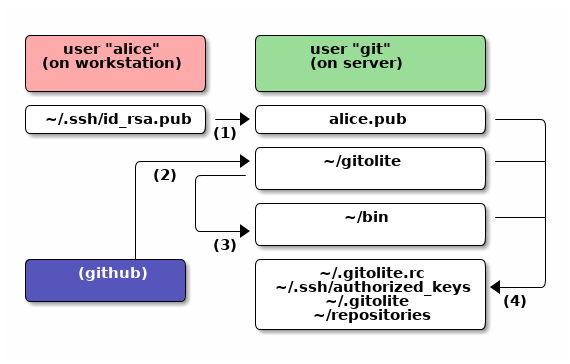 user "alice"
(on workstation)
user "git"
(on server)
~/.ssh/id_rsa.pub
(1)
alice.pub
(2)
~/gitolite
(3)
~/bin
(github)
~/.gitolite.rc
~/.ssh/authorized_keys
~/.gitolite
~/repositories
(4)